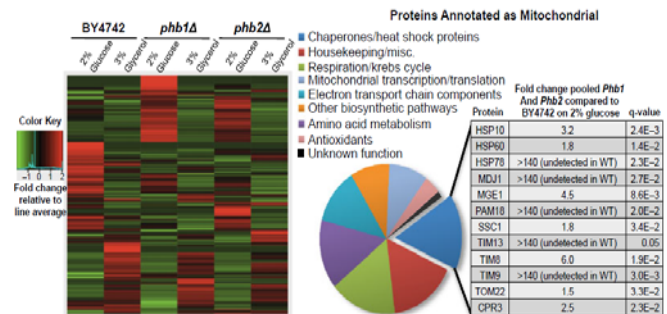 BY4742 phb1Δ phb2Δ
2% Glucose 3% Glycerol 2% Glucose 3% Glycerol 2% Glucose 3% Glycerol
Color Key
-2 -1 0 1 2
Fold change
relative to
line average
Proteins Annotated as Mitochondrial
Chaperones/heat shock proteins
Housekeeping/misc.
Respiration/krebs cycle
Mitochondrial transcription/translation
Electron transport chain components
Other biosynthetic pathways
Amino acid metabolism
Antioxidants
Unknown function
Fold change pooled Phb1
And Phb2 compared to
Protein BY4742 on 2% glucose q-value
HSP10 3.2 2.4E-3
HSP60 1.8 1.4E-2
HSP78 >140 (undetected in WT) 2.3E-2
MDJ1 >140 (undetected in WT) 2.7E-2
MGE1 4.5 8.6E-3
PAM18 >140 (undetected in WT) 2.0E-2
SSC1 1.8 3.4E-2
TIM13 >140 (undetected in WT) 0.05
TIM8 6.0 1.9E-2
TIM9 >140 (undetected in WT) 3.0E-3
TOM22 1.5 3.3E-2
CPR3 2.5 2.3E-2